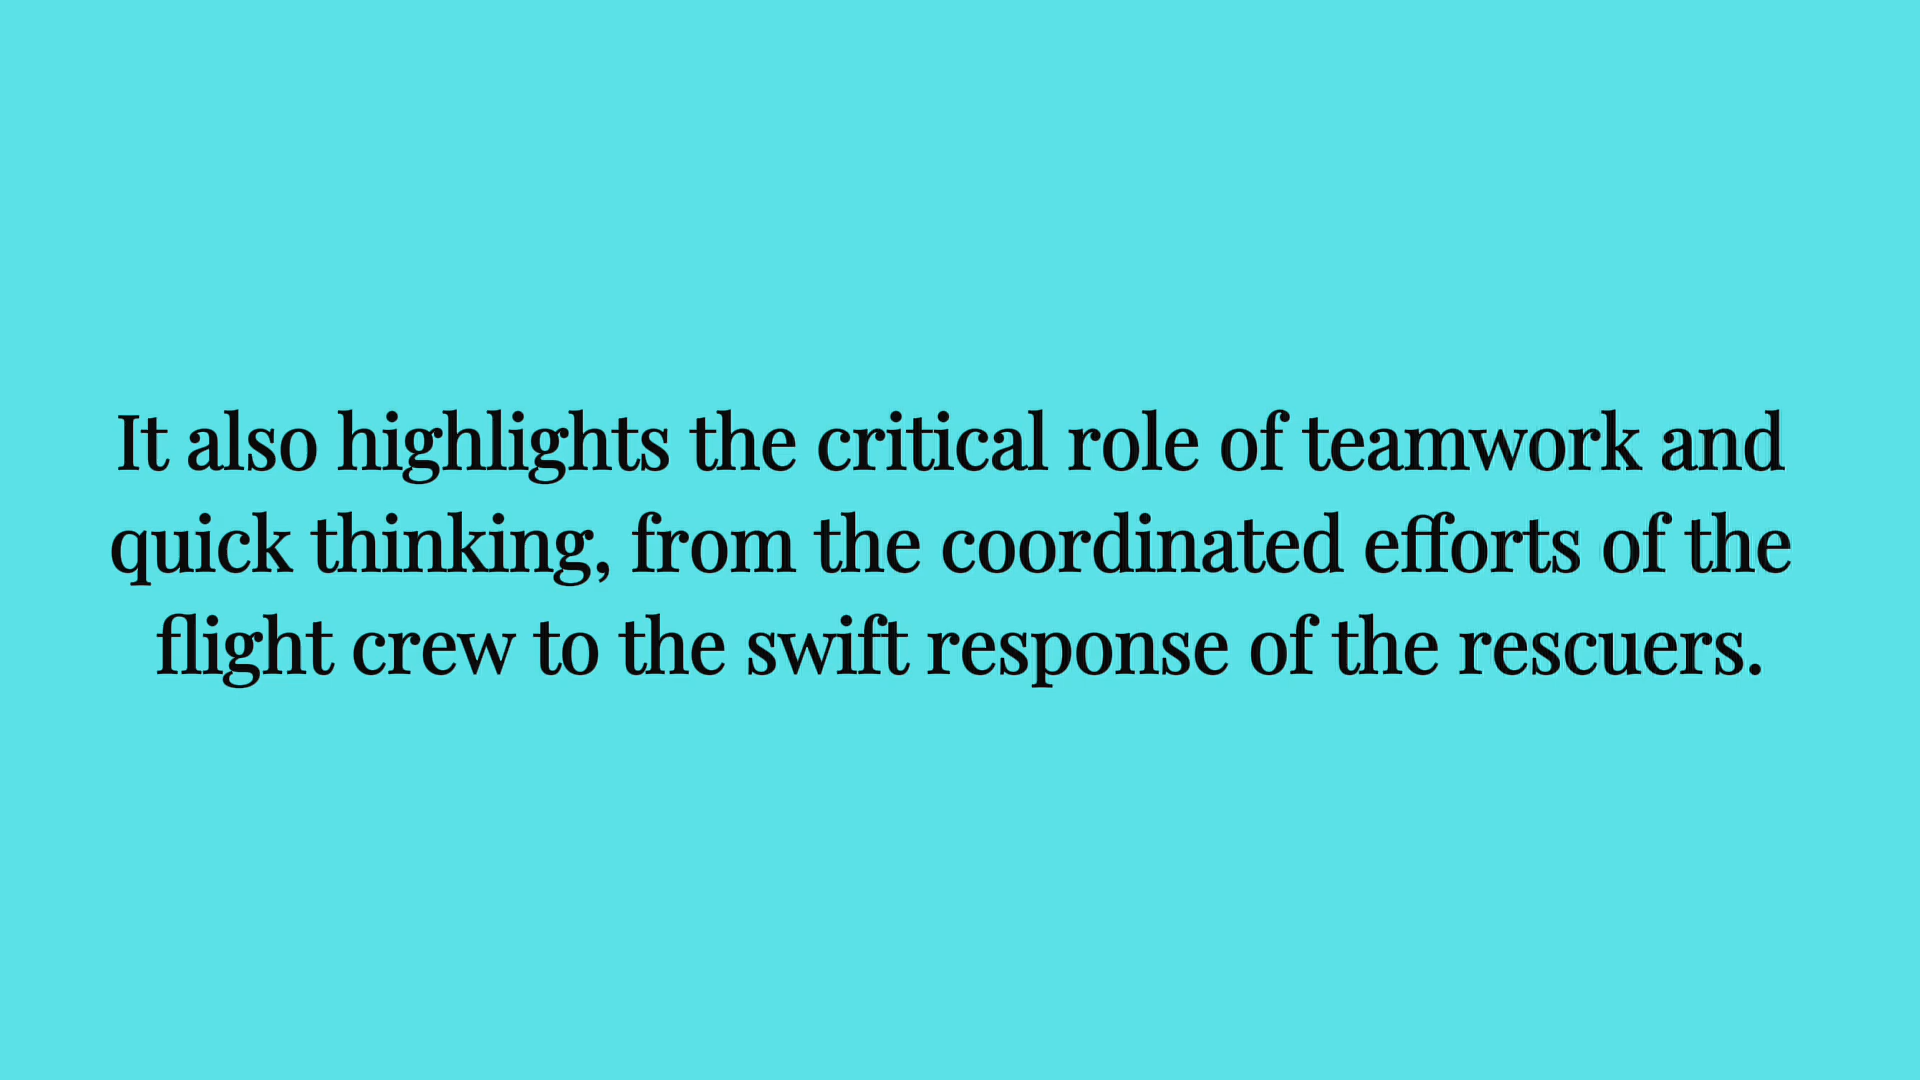 It also highlights the critical role of teamwork and
quick thinking, from the coordinated efforts of the
flight crew to the swift response of the rescuers.